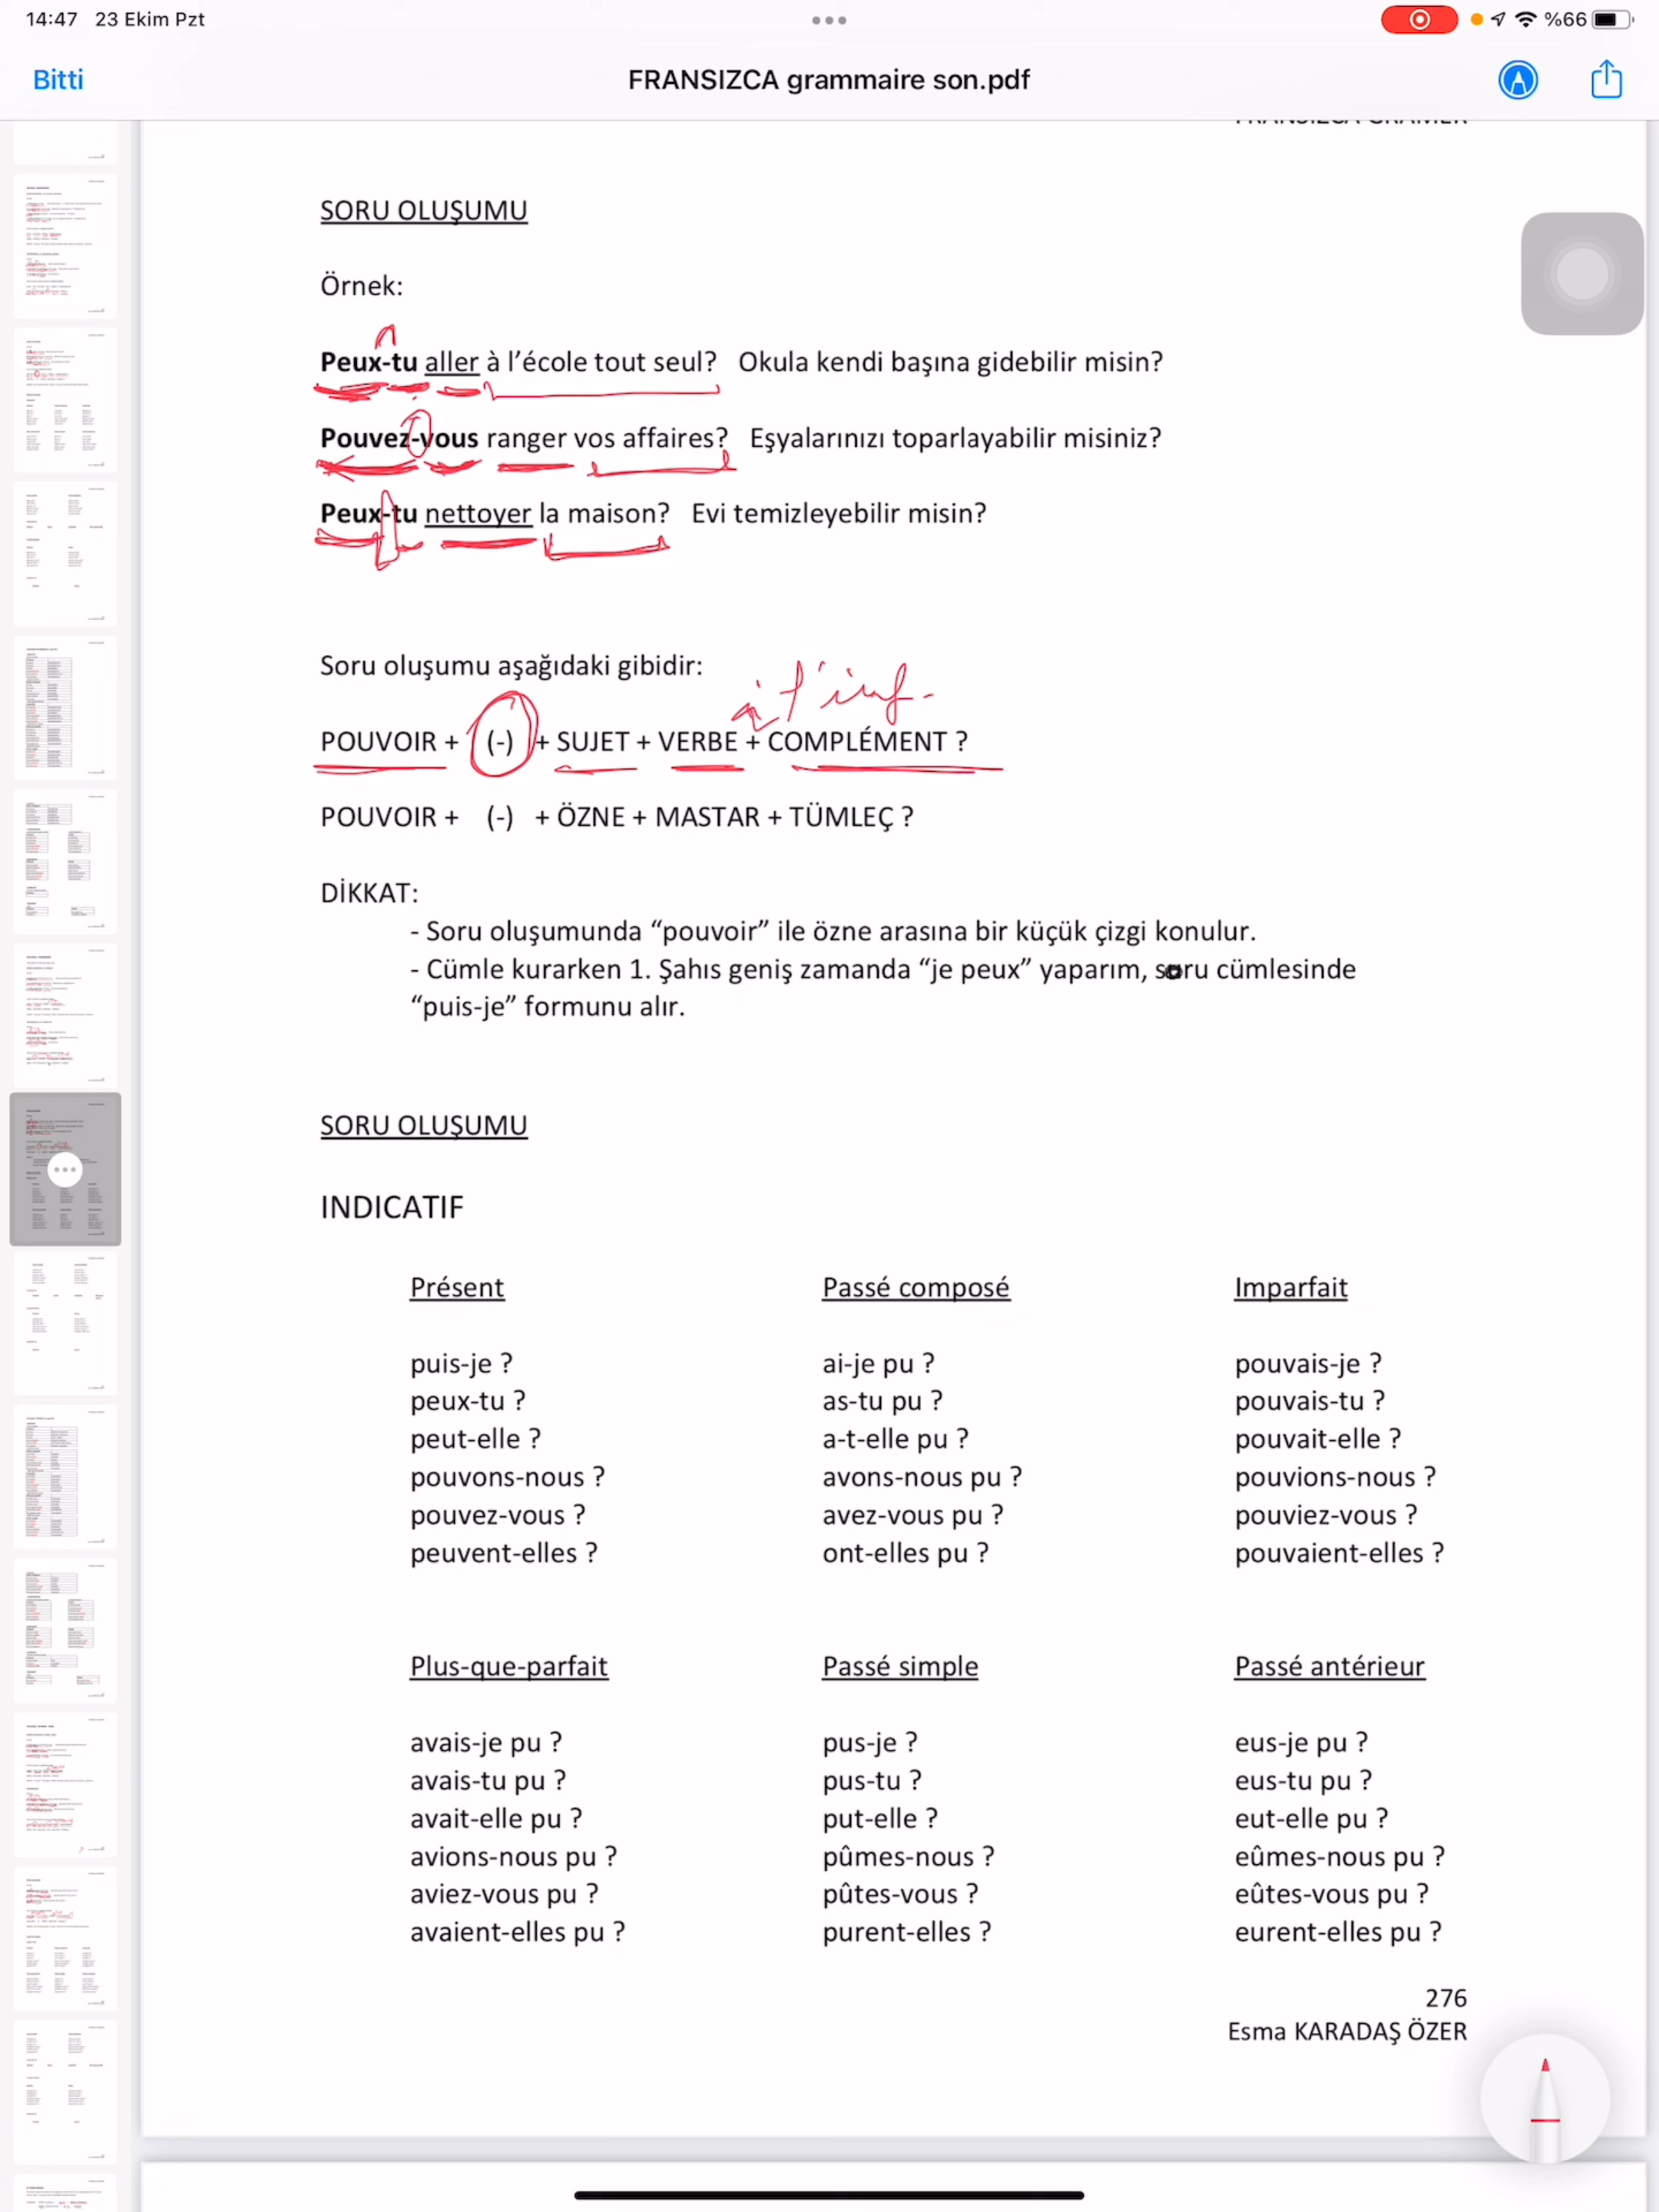 14:47 23 Ekim Pzt
%66
Bitti
FRANSIZCA grammaire son.pdf
FRANSIZCA GRAMER
SORU OLUŞUMU
Örnek:
Peux-tu aller à l'école tout seul? Okula kendi başına gidebilir misin?
Pouvez-vous ranger vos affaires? Eşyalarınızı toparlayabilir misiniz?
Peux-tu nettoyer la maison? Evi temizleyebilir misin?
Soru oluşumu aşağıdaki gibidir:
à l'inf.
POUVOIR + (-) + SUJET + VERBE + COMPLÉMENT ?
POUVOIR + (-) + ÖZNE + MASTAR + TÜMLEÇ ?
DİKKAT:
- Soru oluşumunda “pouvoir” ile özne arasına bir küçük çizgi konulur.
- Cümle kurarken 1. Şahıs geniş zamanda “je peux” yaparım, soru cümlesinde
“puis-je” formunu alır.
SORU OLUŞUMU
INDICATIF
Présent Passé composé Imparfait
puis-je ? ai-je pu ? pouvais-je ?
peux-tu ? as-tu pu ? pouvais-tu ?
peut-elle ? a-t-elle pu ? pouvait-elle ?
pouvons-nous ? avons-nous pu ? pouvions-nous ?
pouvez-vous ? avez-vous pu ? pouviez-vous ?
peuvent-elles ? ont-elles pu ? pouvaient-elles ?
Plus-que-parfait Passé simple Passé antérieur
avais-je pu ? pus-je ? eus-je pu ?
avais-tu pu ? pus-tu ? eus-tu pu ?
avait-elle pu ? put-elle ? eut-elle pu ?
avions-nous pu ? pûmes-nous ? eûmes-nous pu ?
aviez-vous pu ? pûtes-vous ? eûtes-vous pu ?
avaient-elles pu ? purent-elles ? eurent-elles pu ?
276
Esma KARADAŞ ÖZER